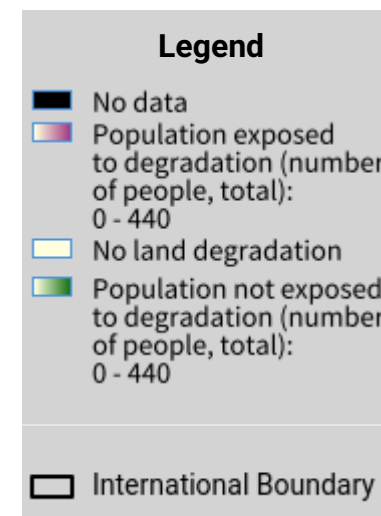 Legend
No data
Population exposed
to degradation (number
of people, total):
0 - 440
No land degradation
Population not exposed
to degradation (number
of people, total):
0 - 440
International Boundary